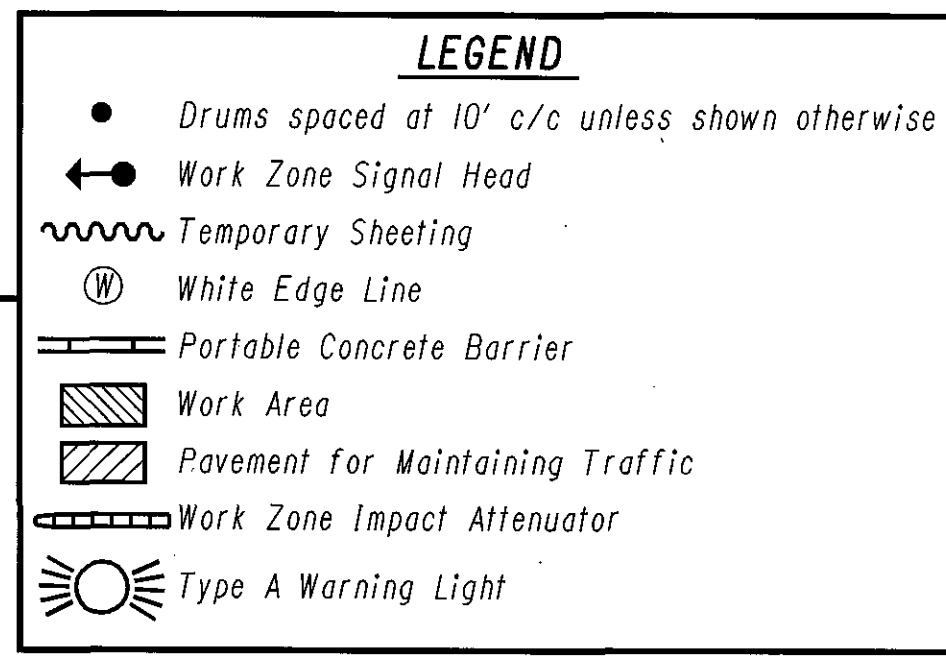 LEGEND
Drums spaced at 10' c/c unless shown otherwise
Work Zone Signal Head
Temporary Sheeting
W White Edge Line
Portable Concrete Barrier
Work Area
Pavement for Maintaining Traffic
Work Zone Impact Attenuator
Type A Warning Light